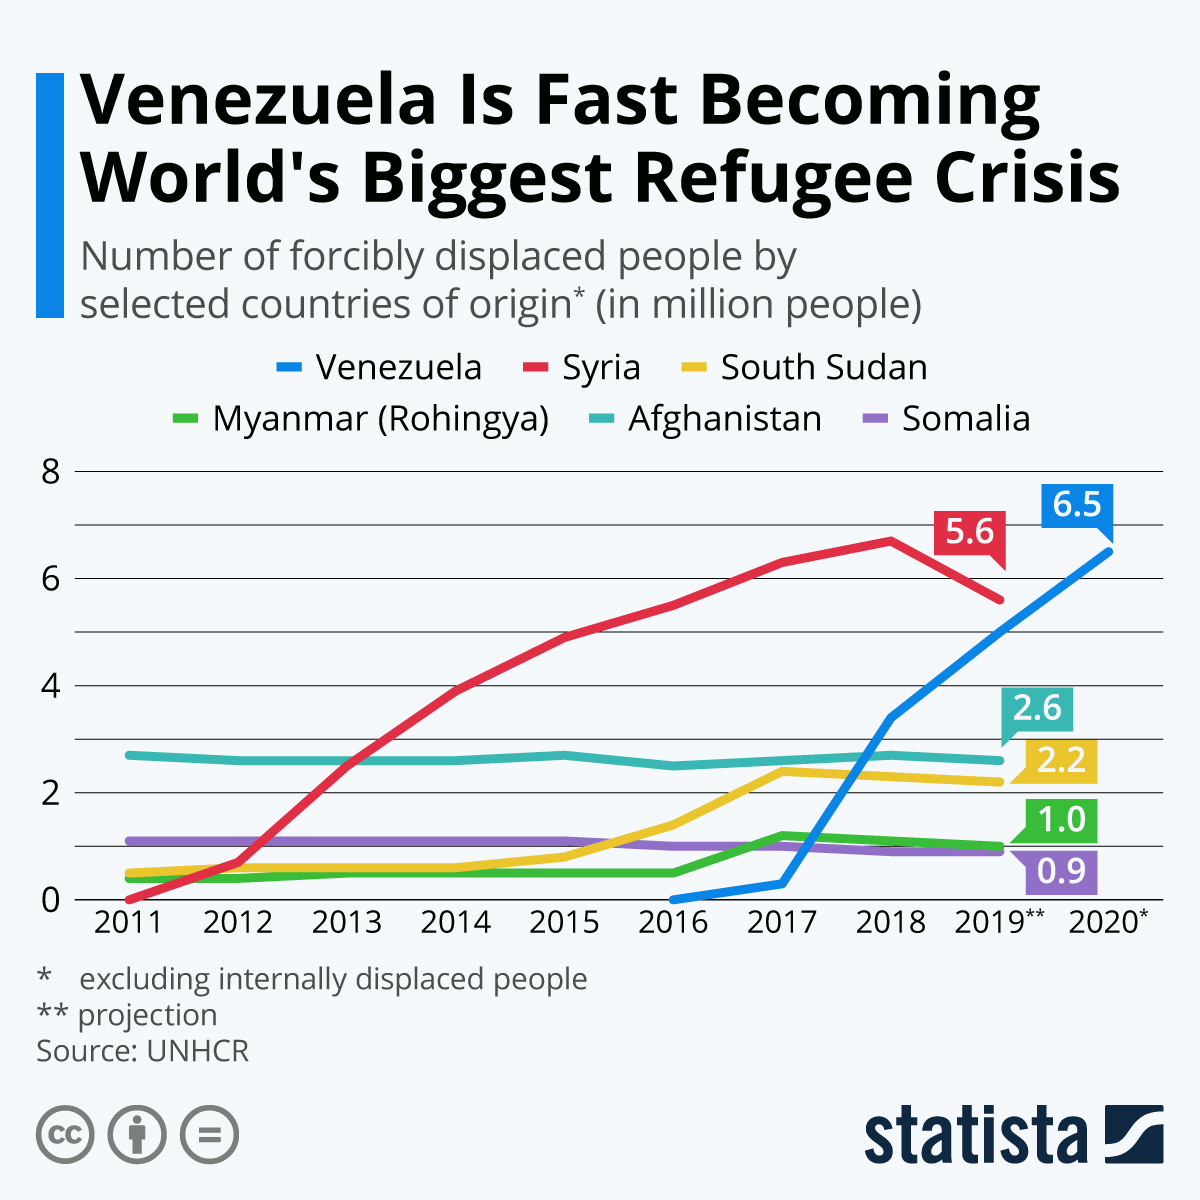 Venezuela Is Fast Becoming
World's Biggest Refugee Crisis
Number of forcibly displaced people by
selected countries of origin* (in million people)
Venezuela Syria South Sudan
Myanmar (Rohingya) Afghanistan Somalia
8
6
4
2
0
5.6
6.5
2.6
2.2
1.0
0.9
2011 2012 2013 2014 2015 2016 2017 2018 2019** 2020*
* excluding internally displaced people
** projection
Source: UNHCR
cc
statista